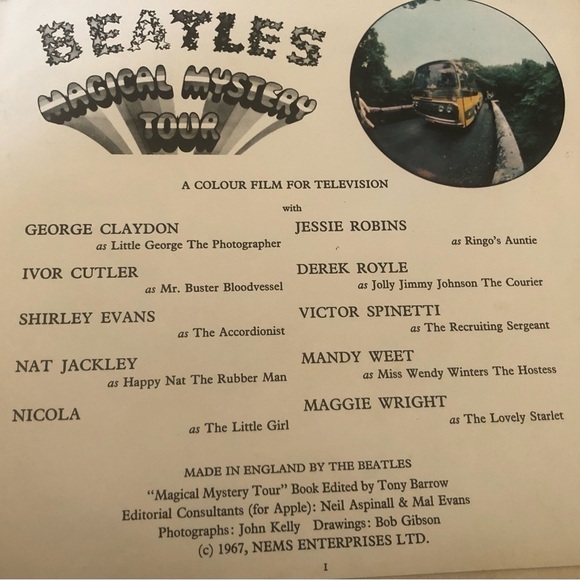 BEATLES
MAGICAL MYSTERY
TOUR
A COLOUR FILM FOR TELEVISION
with
GEORGE CLAYDON
as Little George The Photographer
IVOR CUTLER
as Mr. Buster Bloodvessel
SHIRLEY EVANS
as The Accordionist
NAT JACKLEY
as Happy Nat The Rubber Man
NICOLA
as The Little Girl
JESSIE ROBINS
as Ringo's Auntie
DEREK ROYLE
as Jolly Jimmy Johnson The Courier
VICTOR SPINETTI
as The Recruiting Sergeant
MANDY WEET
as Miss Wendy Winters The Hostess
MAGGIE WRIGHT
as The Lovely Starlet
MADE IN ENGLAND BY THE BEATLES
"Magical Mystery Tour" Book Edited by Tony Barrow
Editorial Consultants (for Apple): Neil Aspinall & Mal Evans
Photographs: John Kelly Drawings: Bob Gibson
(c) 1967, NEMS ENTERPRISES LTD.
1